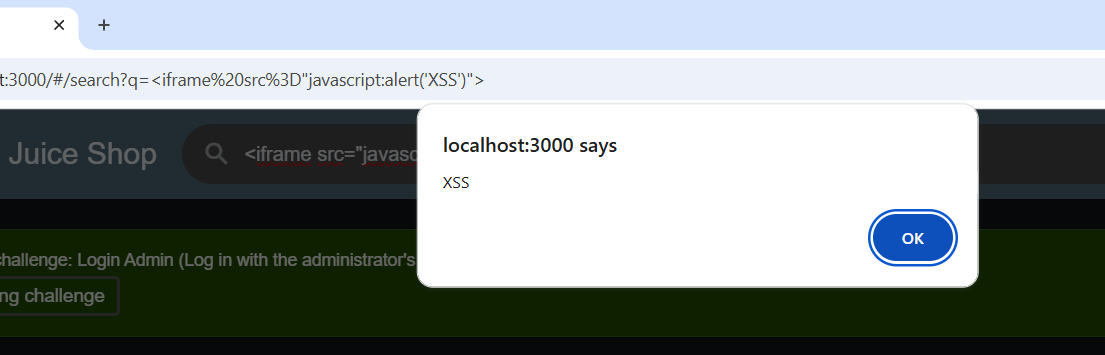 t:3000/#/search?q=<iframe%20src%3D"javascript:alert('XSS')">
Juice Shop
<iframe src="javasc
localhost:3000 says
XSS
OK
hallenge: Login Admin (Log in with the administrator's
ng challenge